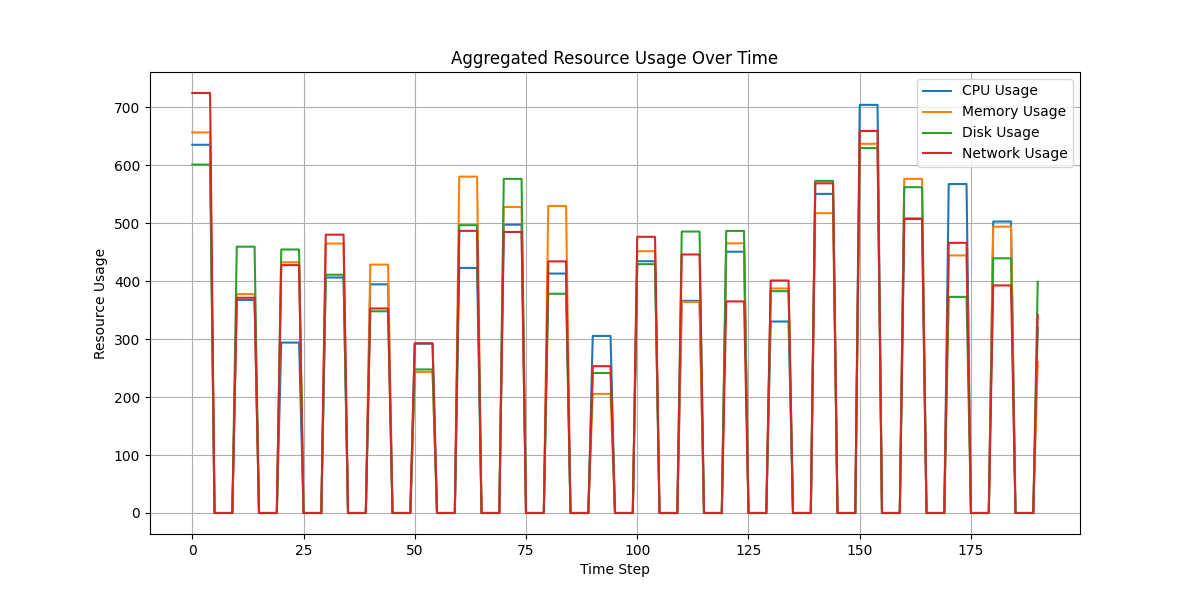 Aggregated Resource Usage Over Time
CPU Usage
Memory Usage
Disk Usage
Network Usage
Resource Usage
700
600
500
400
300
200
100
0
0 25 50 75 100 125 150 175
Time Step